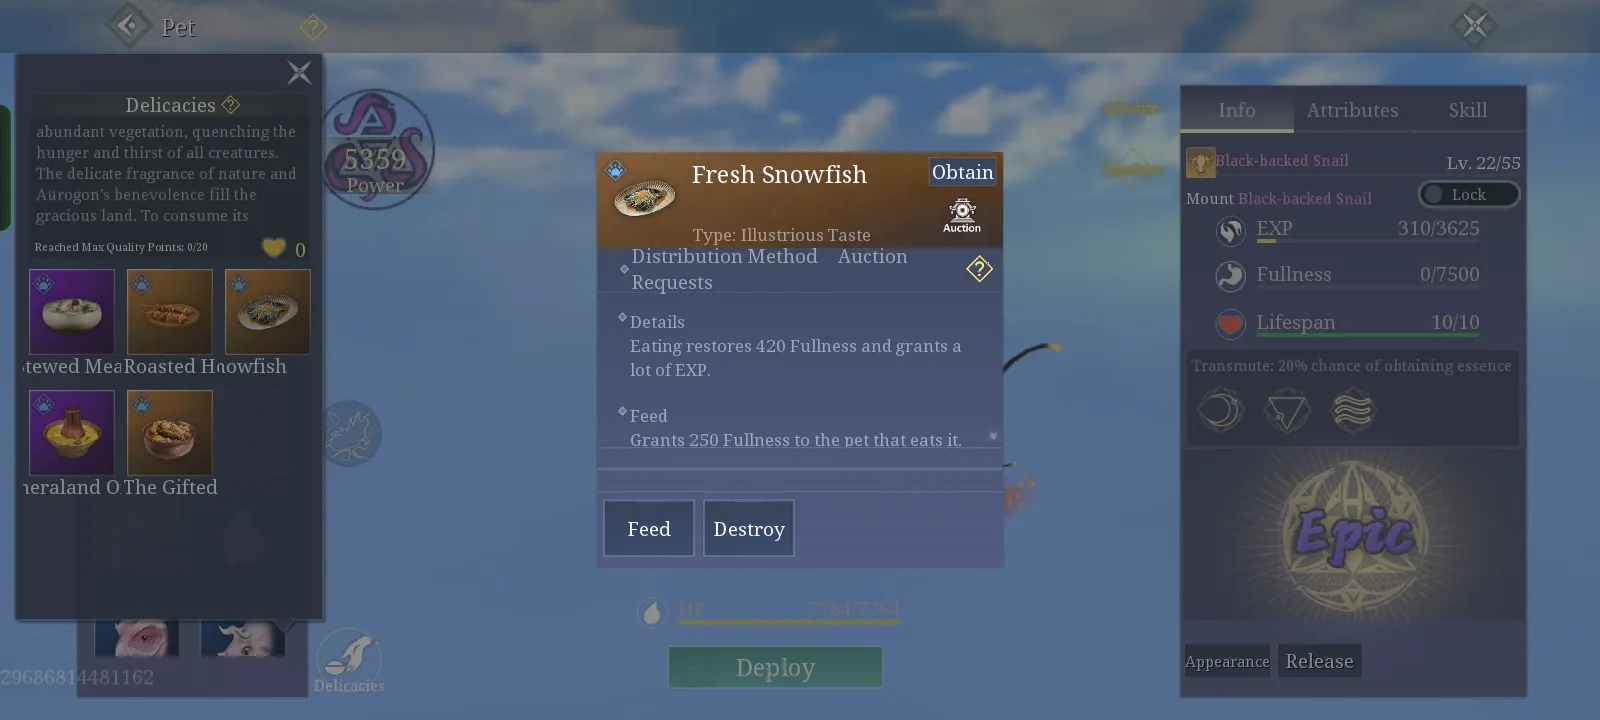 Pet
Delicacies
abundant vegetation, quenching the
hunger and thirst of all creatures.
The delicate fragrance of nature and
Aurogon's benevolence fill the
gracious land. To consume its
Reached Max Quality Points: 0/20
0
tewed Mea
Roasted H
nowfish
neraland O
The Gifted
5359
Power
29686814481162
Delicacies
Fresh Snowfish
Obtain
Auction
Type: Illustrious Taste
Distribution Method Auction
Requests
Details
Eating restores 420 Fullness and grants a
lot of EXP.
Feed
Grants 250 Fullness to the pet that eats it.
Feed
Destroy
HP 7764/7764
Deploy
Info
Attributes
Skill
Black-backed Snail
Lv. 22/55
Mount Black-backed Snail
Lock
EXP 310/3625
Fullness 0/7500
Lifespan 10/10
Transmute: 20% chance of obtaining essence
Epic
Appearance
Release